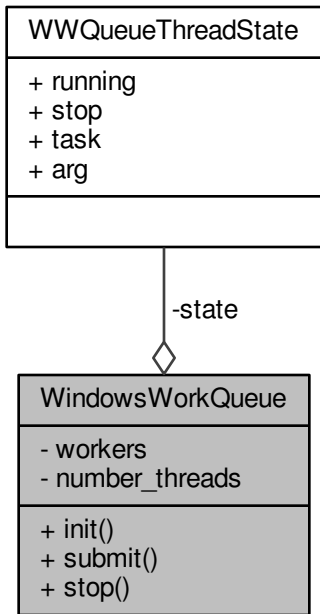 WWQueueThreadState
+ running
+ stop
+ task
+ arg
-state
WindowsWorkQueue
- workers
- number_threads
+ init()
+ submit()
+ stop()